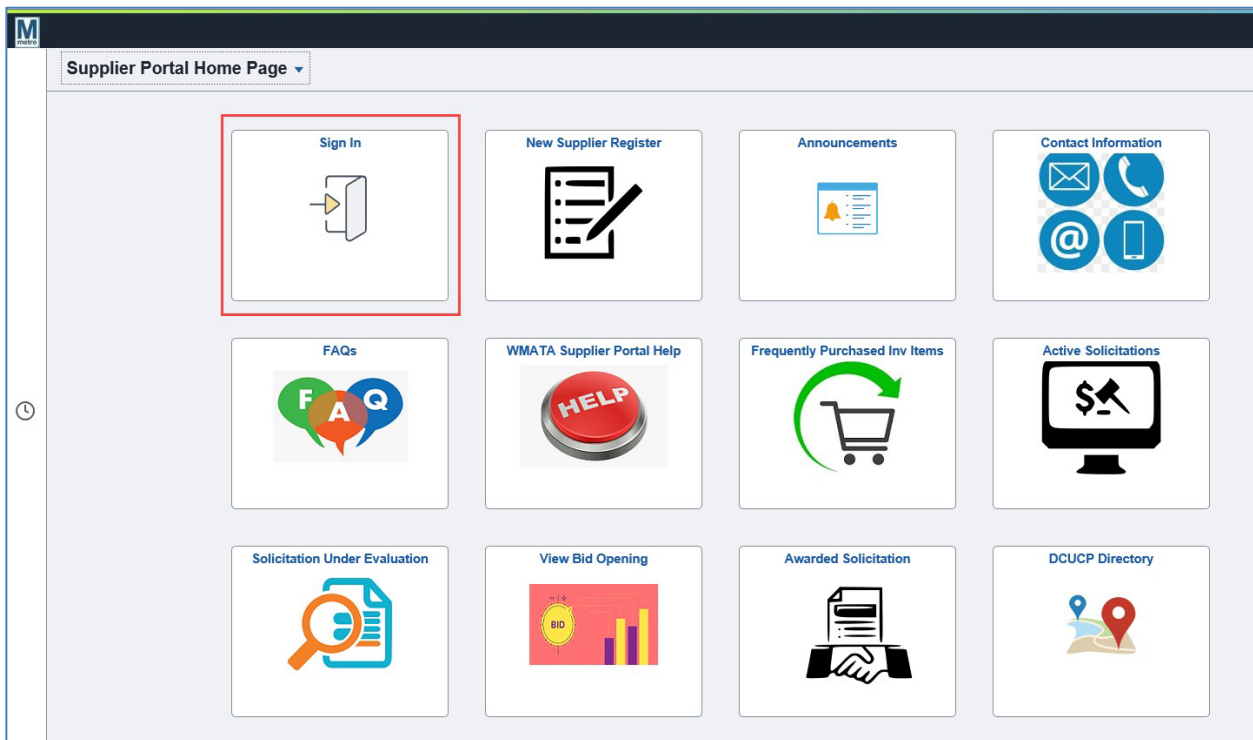 M
metro
Supplier Portal Home Page
Sign In
New Supplier Register
Announcements
Contact Information
@
FAQs
WMATA Supplier Portal Help
Frequently Purchased Inv Items
Active Solicitations
F A Q
HELP
$
Solicitation Under Evaluation
View Bid Opening
Awarded Solicitation
DCUCP Directory
BID